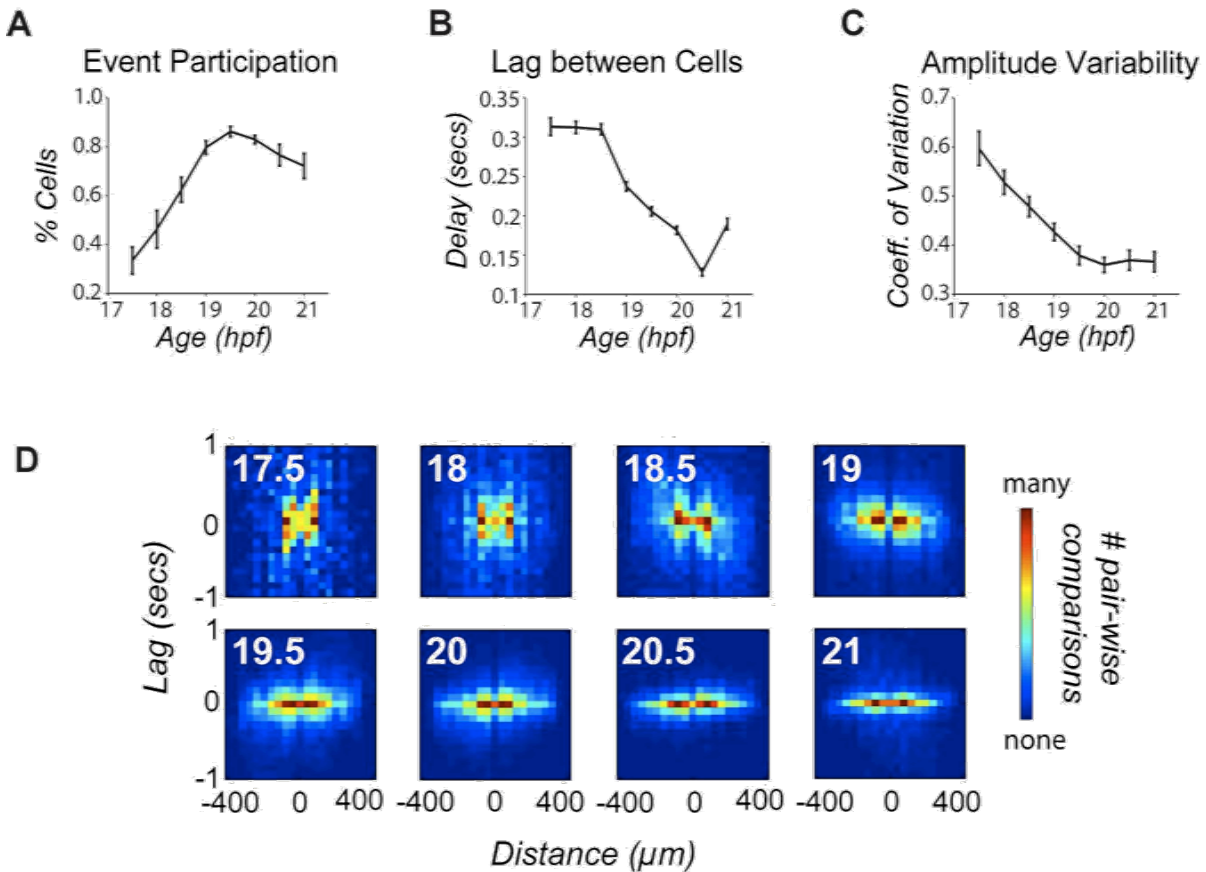 A
Event Participation
% Cells
1.0
0.8
0.6
0.4
0.2
17 18 19 20 21
Age (hpf)
B
Lag between Cells
Delay (secs)
0.35
0.3
0.25
0.2
0.15
0.1
17 18 19 20 21
Age (hpf)
C
Amplitude Variability
Coeff. of Variation
0.7
0.6
0.5
0.4
0.3
17 18 19 20 21
Age (hpf)
D
Lag (secs)
1
0
-1
17.5 18 18.5 19
1
0
-1
19.5 20 20.5 21
-400 0 400 -400 0 400 -400 0 400 -400 0 400
Distance (µm)
many
none
# pair-wise
comparisons